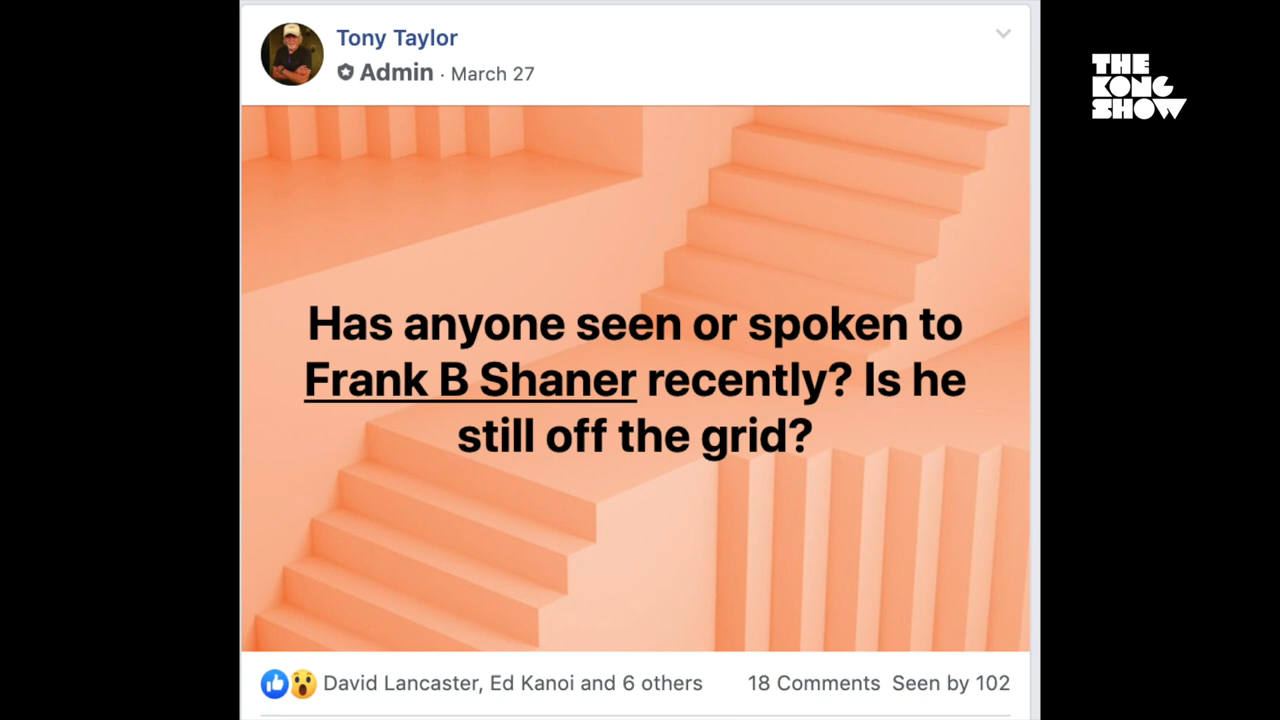 Tony Taylor
Admin · March 27
THE
KONG
SHOW
Has anyone seen or spoken to
Frank B Shaner recently? Is he
still off the grid?
David Lancaster, Ed Kanoi and 6 others 18 Comments Seen by 102